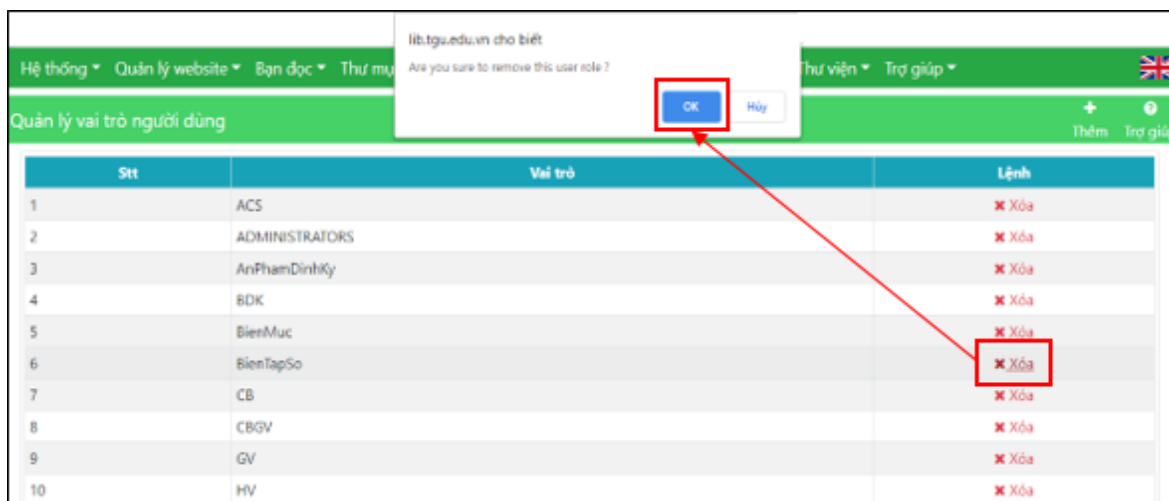 lib.tgu.edu.vn cho biết
Are you sure to remove this user role ?
OK Hủy
Hệ thống Quản lý website Bạn đọc Thư mụ Thư viện Trợ giúp
Quản lý vai trò người dùng
Thêm Trợ giú
Stt Vai trò Lệnh
1 ACS Xóa
2 ADMINISTRATORS Xóa
3 AnPhamDinhKy Xóa
4 BDK Xóa
5 BienMuc Xóa
6 BienTapSo Xóa
7 CB Xóa
8 CBGV Xóa
9 GV Xóa
10 HV Xóa